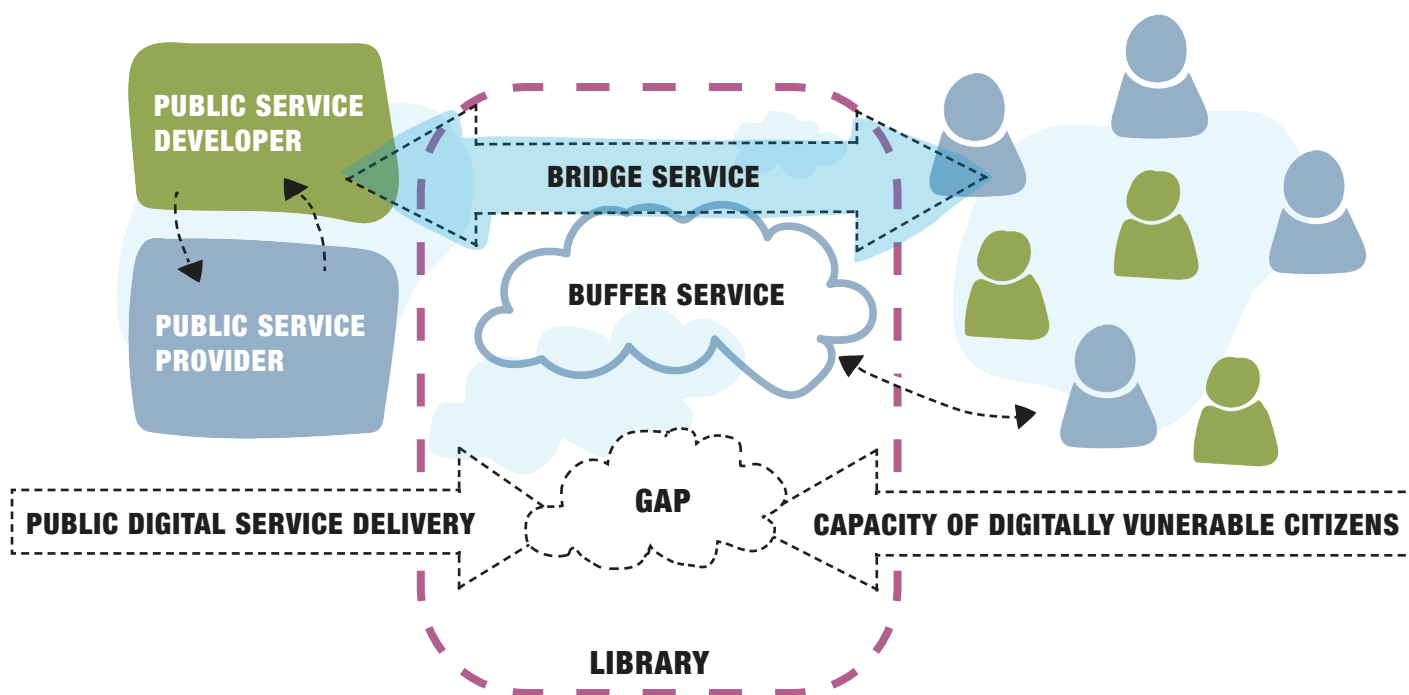 PUBLIC SERVICE
DEVELOPER
BRIDGE SERVICE
BUFFER SERVICE
PUBLIC SERVICE
PROVIDER
GAP
PUBLIC DIGITAL SERVICE DELIVERY
CAPACITY OF DIGITALLY VUNERABLE CITIZENS
LIBRARY